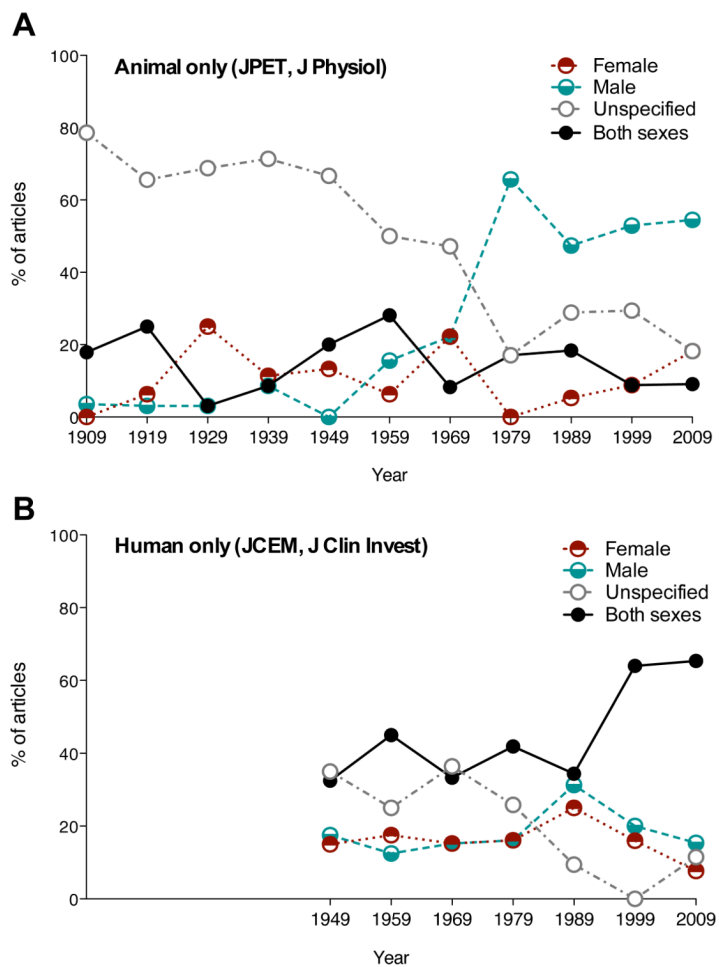 A
Animal only (JPET, J Physiol)
Female
Male
Unspecified
Both sexes
100
80
60
40
20
0
% of articles
1909 1919 1929 1939 1949 1959 1969 1979 1989 1999 2009
Year
B
Human only (JCEM, J Clin Invest)
Female
Male
Unspecified
Both sexes
100
80
60
40
20
0
% of articles
1949 1959 1969 1979 1989 1999 2009
Year